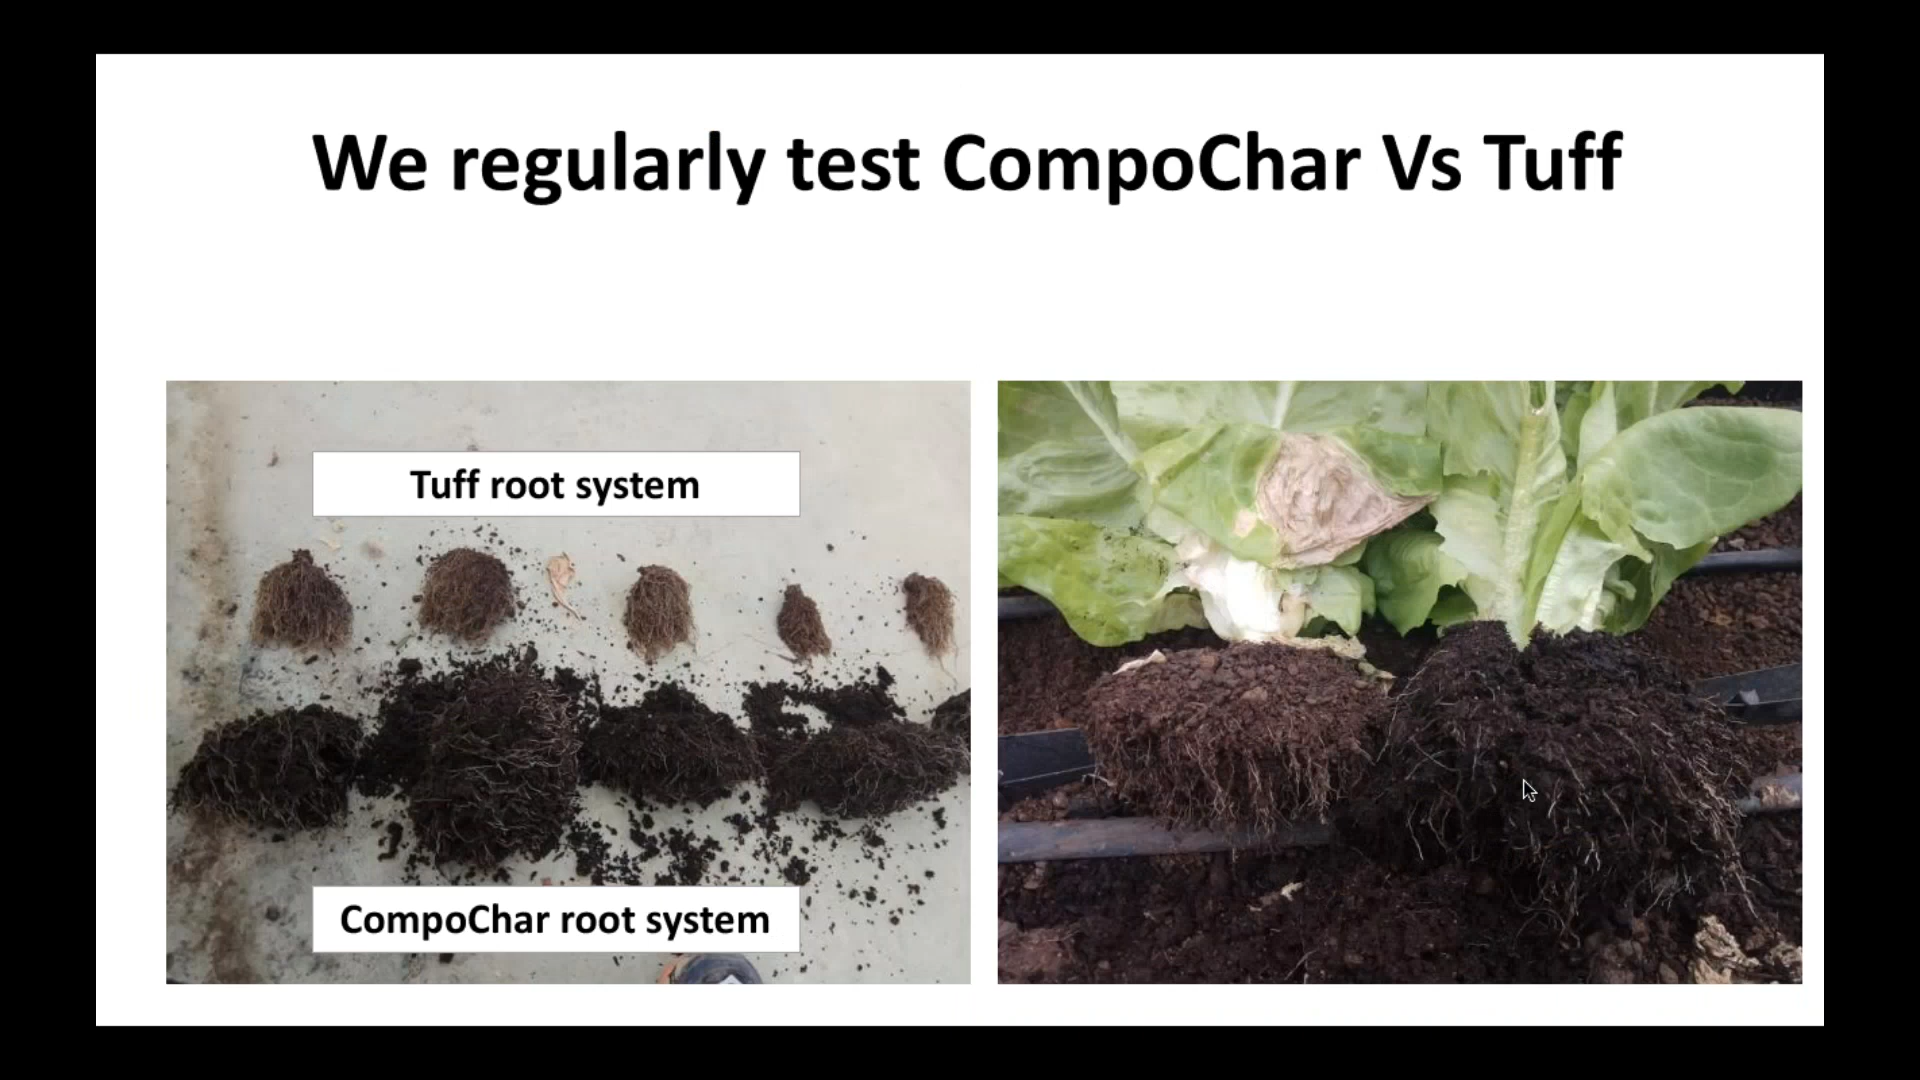 We regularly test CompoChar Vs Tuff
Tuff root system
CompoChar root system